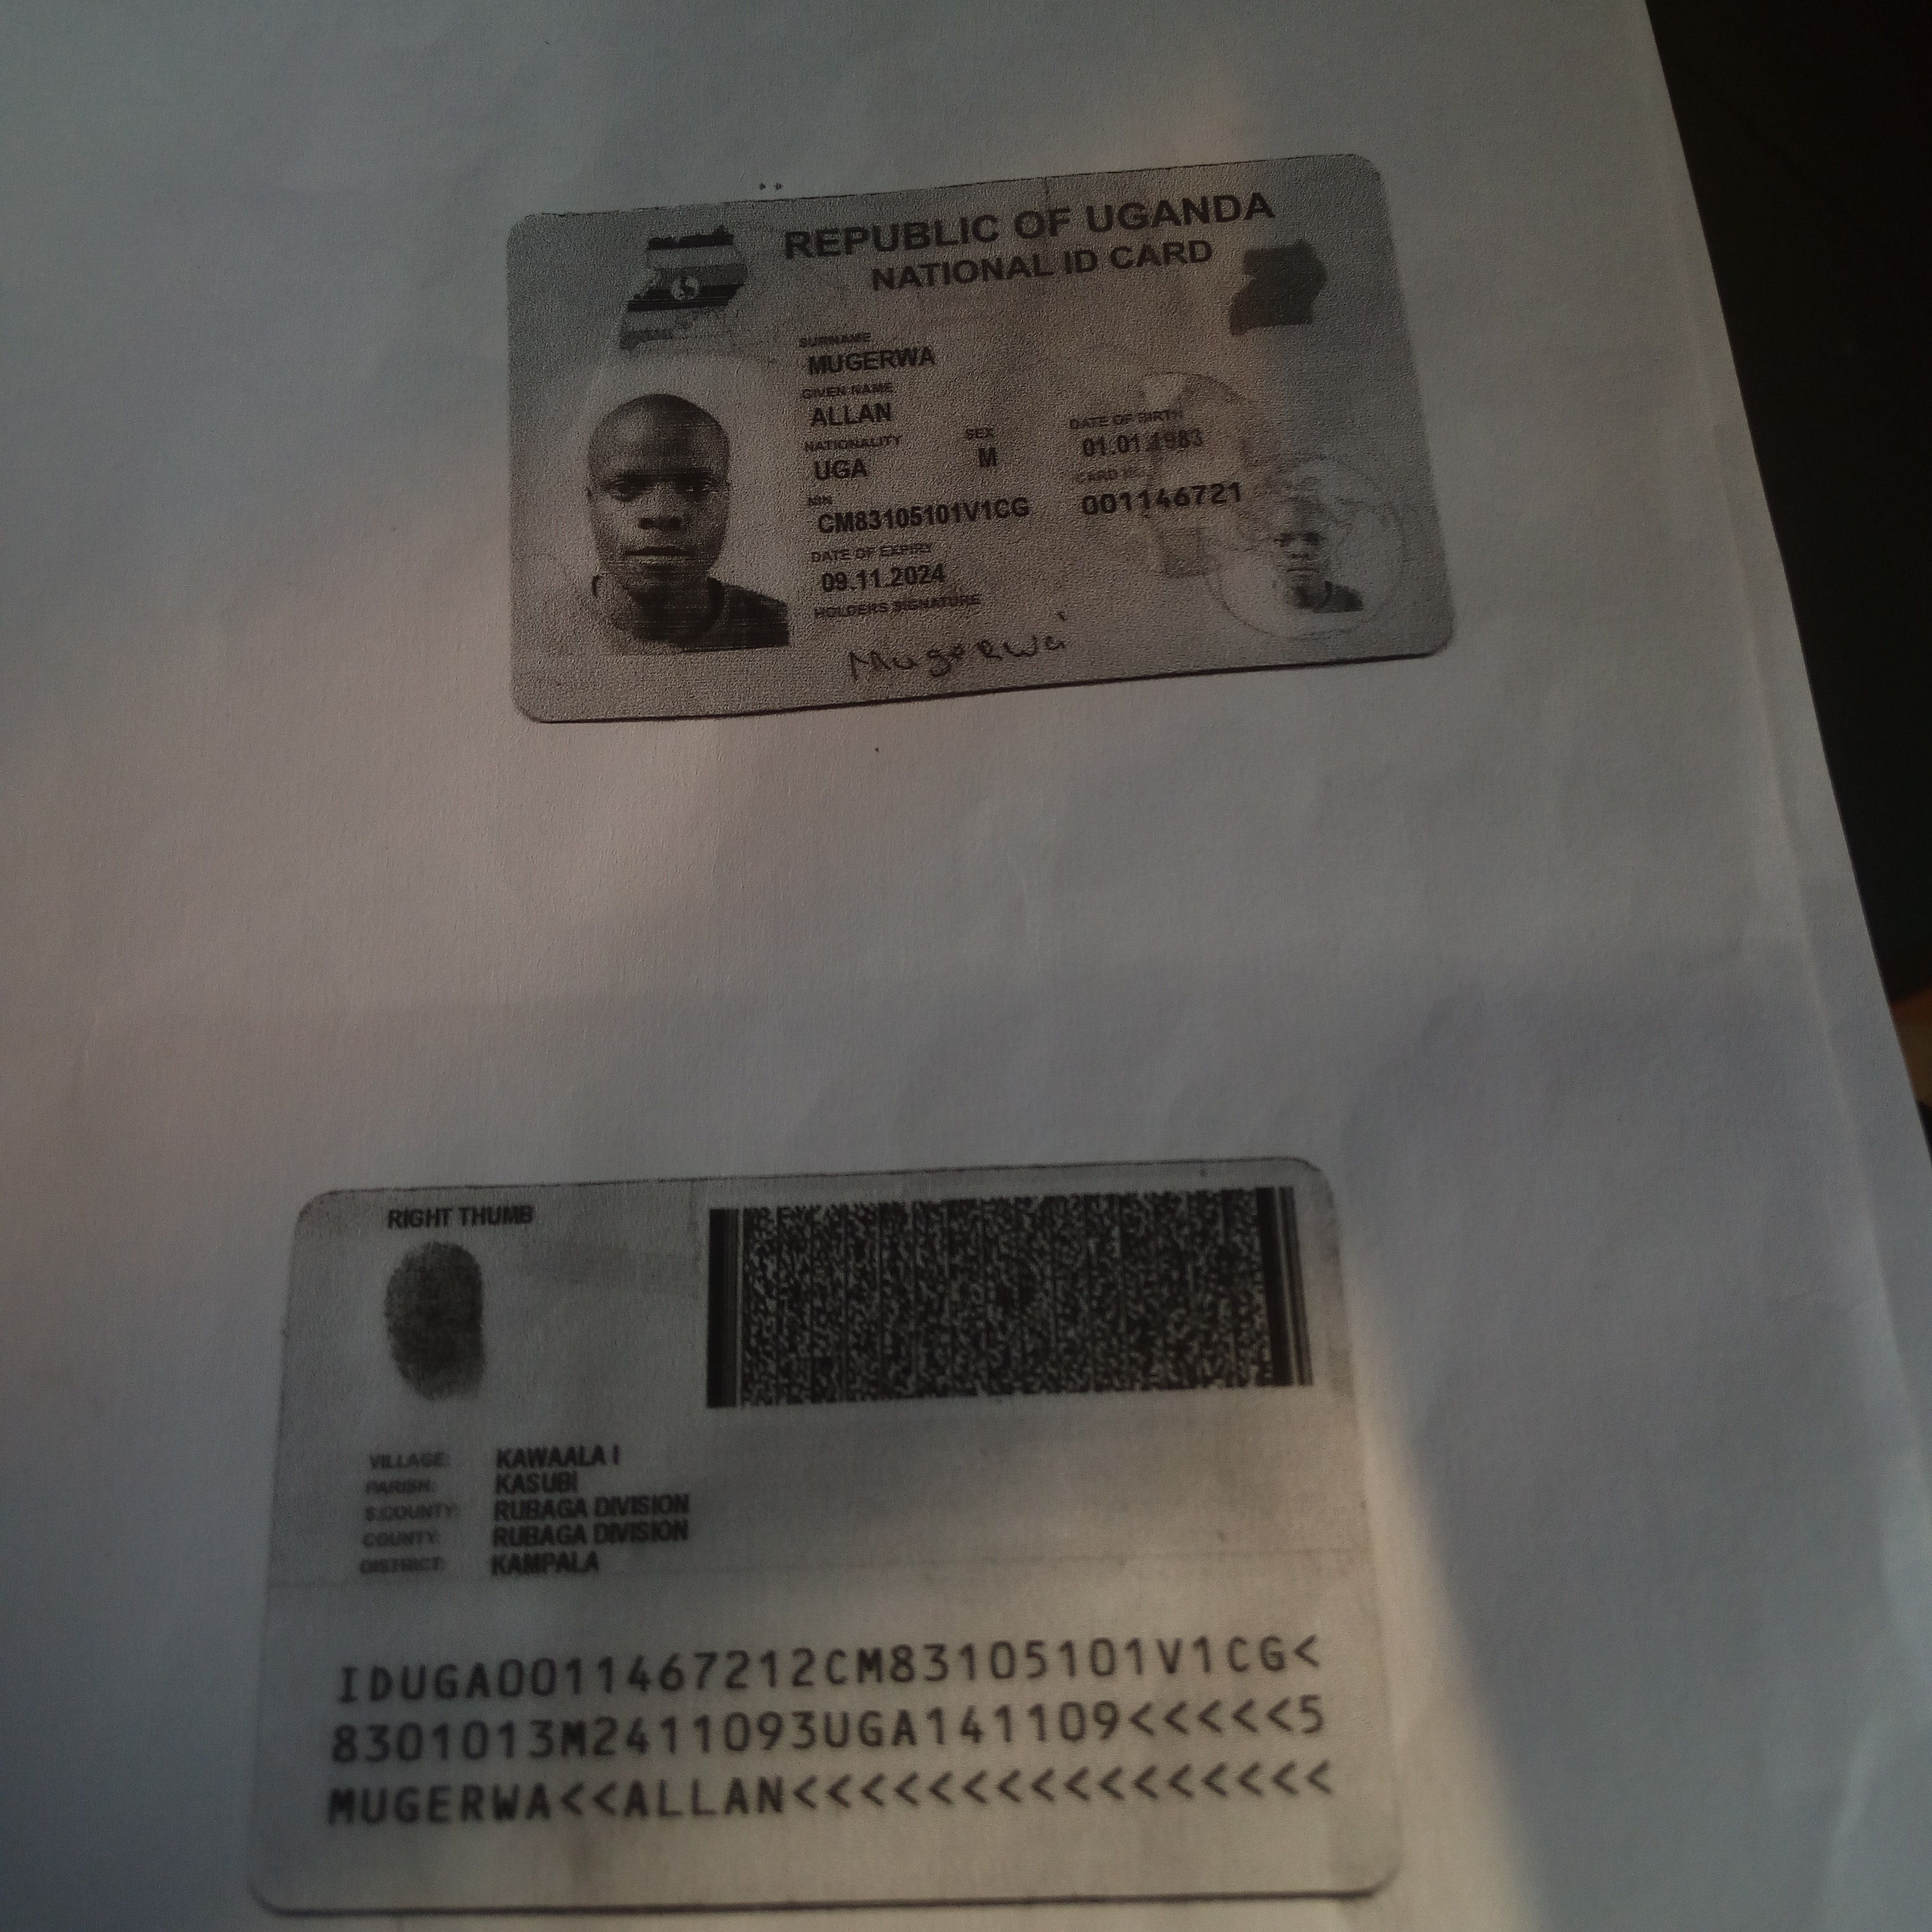 REPUBLIC OF UGANDA
NATIONAL ID CARD
SURNAME
MUGERWA
GIVEN NAME
ALLAN
NATIONALITY SEX DATE OF BIRTH
UGA M 01.01.1983
NIN CARD NO.
CM83105101V1CG 001146721
DATE OF EXPIRY
09.11.2024
HOLDERS SIGNATURE
Mugerwa
RIGHT THUMB
VILLAGE: KAWAALA I
PARISH: KASUBI
S.COUNTY: RUBAGA DIVISION
COUNTY: RUBAGA DIVISION
DISTRICT: KAMPALA
IDUGA0011467212CM83105101V1CG<
8301013M2411093UGA141109<<<<<5
MUGERWA<<ALLAN<<<<<<<<<<<<<<<<